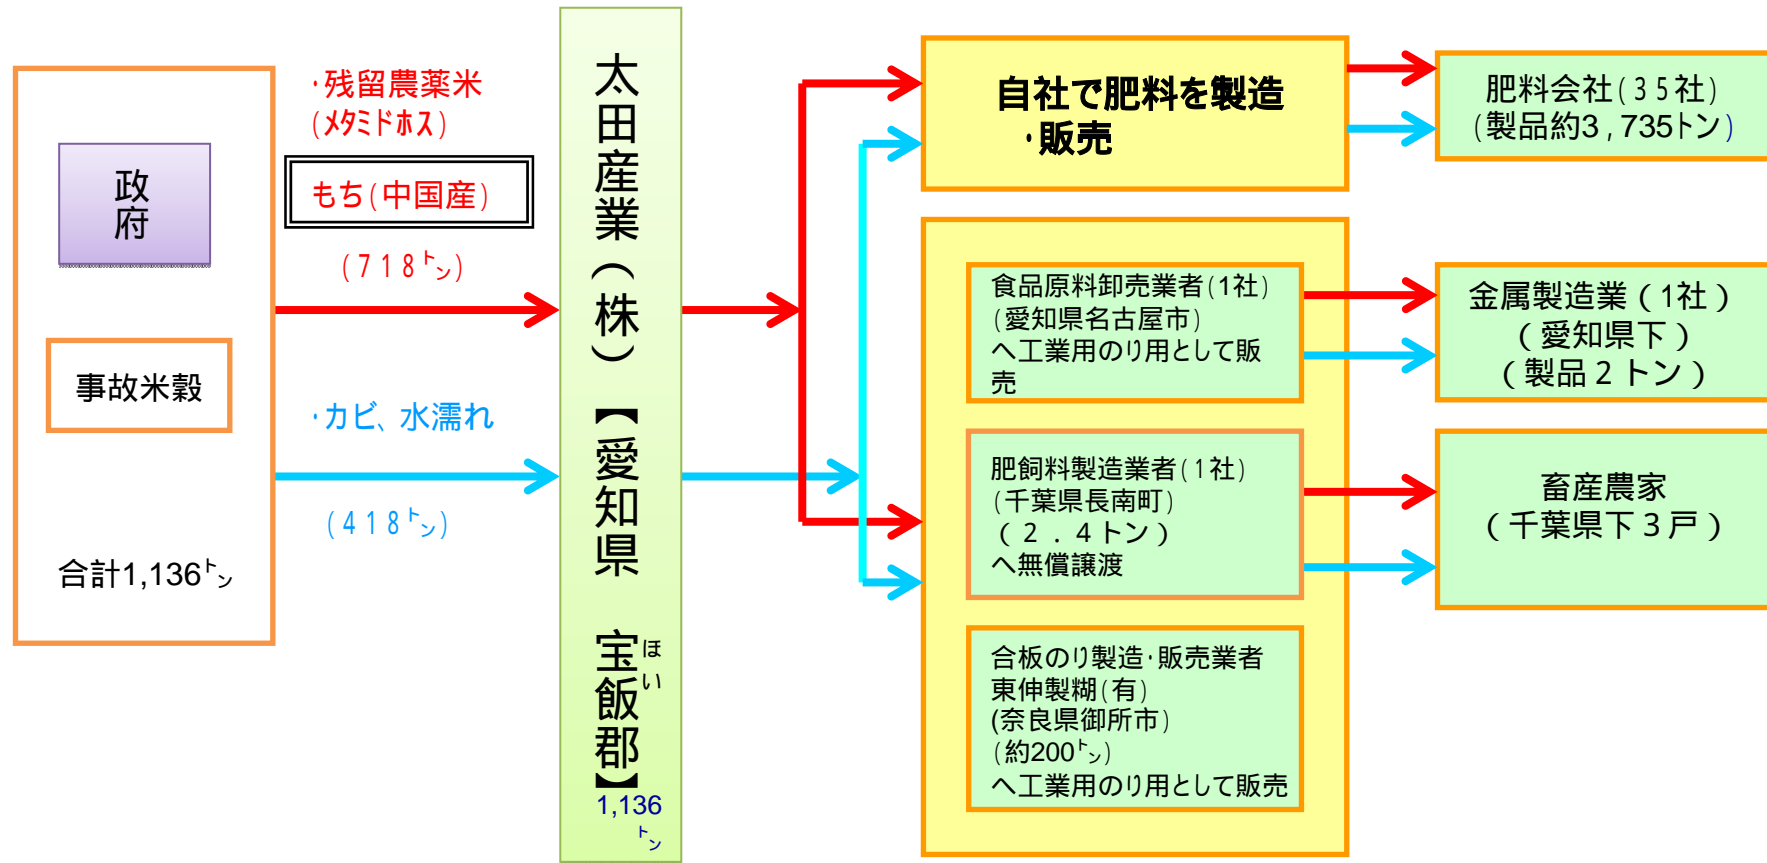 政府
事故米穀
合計1,136トン
・残留農薬米
(メタミドホス)
もち(中国産)
(718トン)
・カビ、水濡れ
(418トン)
太田産業(株)【愛知県 宝飯郡】
ほい
1,136
トン
自社で肥料を製造
・販売
食品原料卸売業者(1社)
(愛知県名古屋市)
へ工業用のり用として販
売
肥飼料製造業者(1社)
(千葉県長南町)
(2.4トン)
へ無償譲渡
合板のり製造・販売業者
東伸製糊(有)
(奈良県御所市)
(約200トン)
へ工業用のり用として販売
肥料会社(35社)
(製品約3,735トン)
金属製造業(1社)
(愛知県下)
(製品2トン)
畜産農家
(千葉県下3戸)